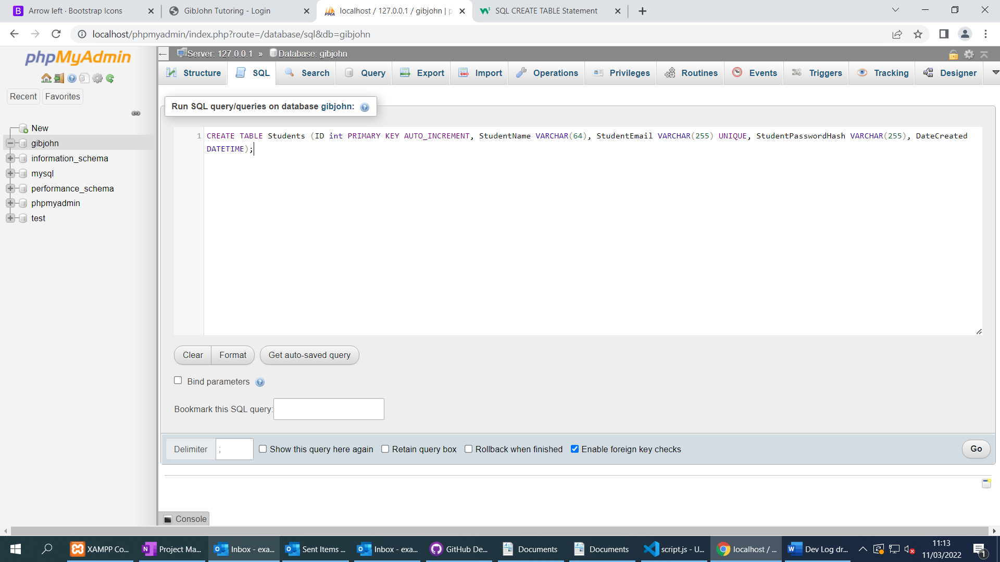 Arrow left · Bootstrap Icons
GibJohn Tutoring - Login
localhost / 127.0.0.1 / gibjohn | p
SQL CREATE TABLE Statement
localhost/phpmyadmin/index.php?route=/database/sql&db=gibjohn
phpMyAdmin
Recent Favorites
New
gibjohn
information_schema
mysql
performance_schema
phpmyadmin
test
Server: 127.0.0.1 » Database: gibjohn
Structure SQL Search Query Export Import Operations Privileges Routines Events Triggers Tracking Designer
Run SQL query/queries on database gibjohn:
1 CREATE TABLE Students (ID int PRIMARY KEY AUTO_INCREMENT, StudentName VARCHAR(64), StudentEmail VARCHAR(255) UNIQUE, StudentPasswordHash VARCHAR(255), DateCreated
DATETIME);
Clear Format Get auto-saved query
Bind parameters
Bookmark this SQL query:
Delimiter ; Show this query here again Retain query box Rollback when finished Enable foreign key checks Go
Console
XAMPP Co... Project Ma... Inbox - exa... Sent Items ... Inbox - exa... GitHub De... Documents Documents script.js - U... localhost / ... Dev Log dr...
11:13
11/03/2022
1